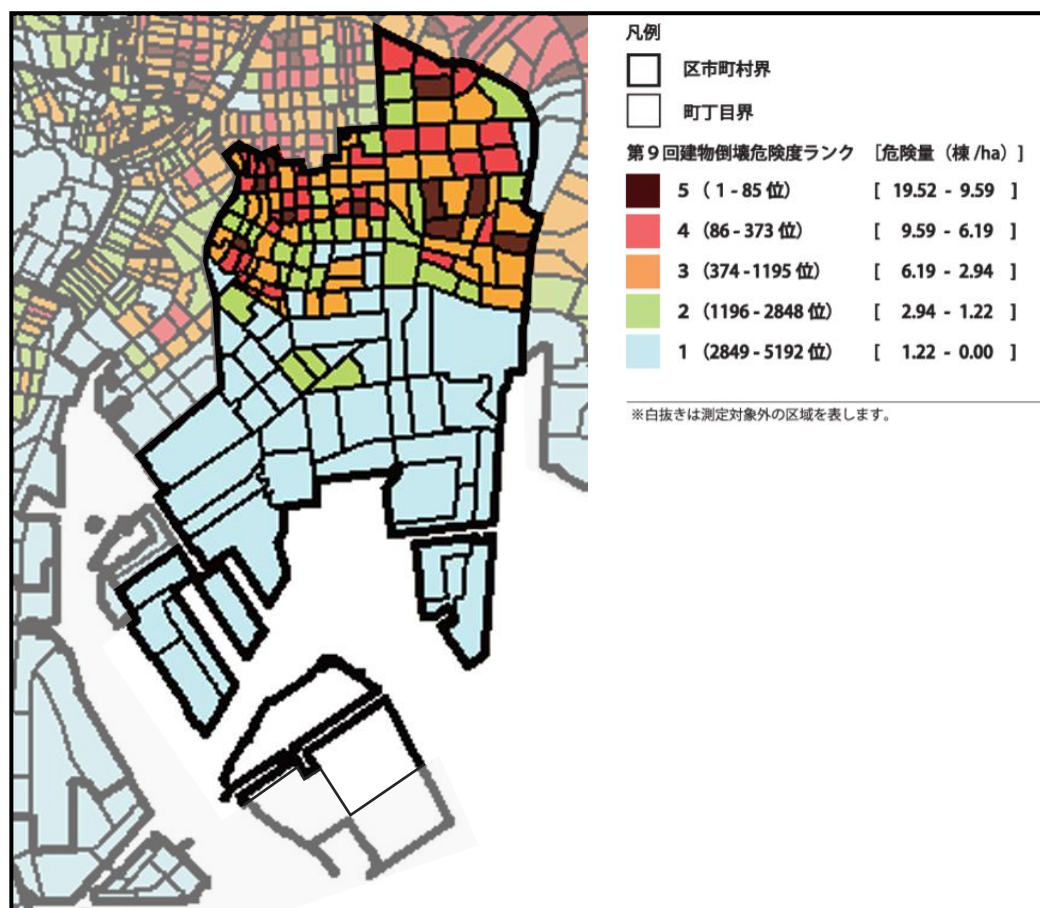 凡例
区市町村界
町丁目界
第9回建物倒壊危険度ランク [危険量(棟/ha)]
5 (1-85位) [ 19.52 - 9.59 ]
4 (86-373位) [ 9.59 - 6.19 ]
3 (374-1195位) [ 6.19 - 2.94 ]
2 (1196-2848位) [ 2.94 - 1.22 ]
1 (2849-5192位) [ 1.22 - 0.00 ]
※白抜きは測定対象外の区域を表します。